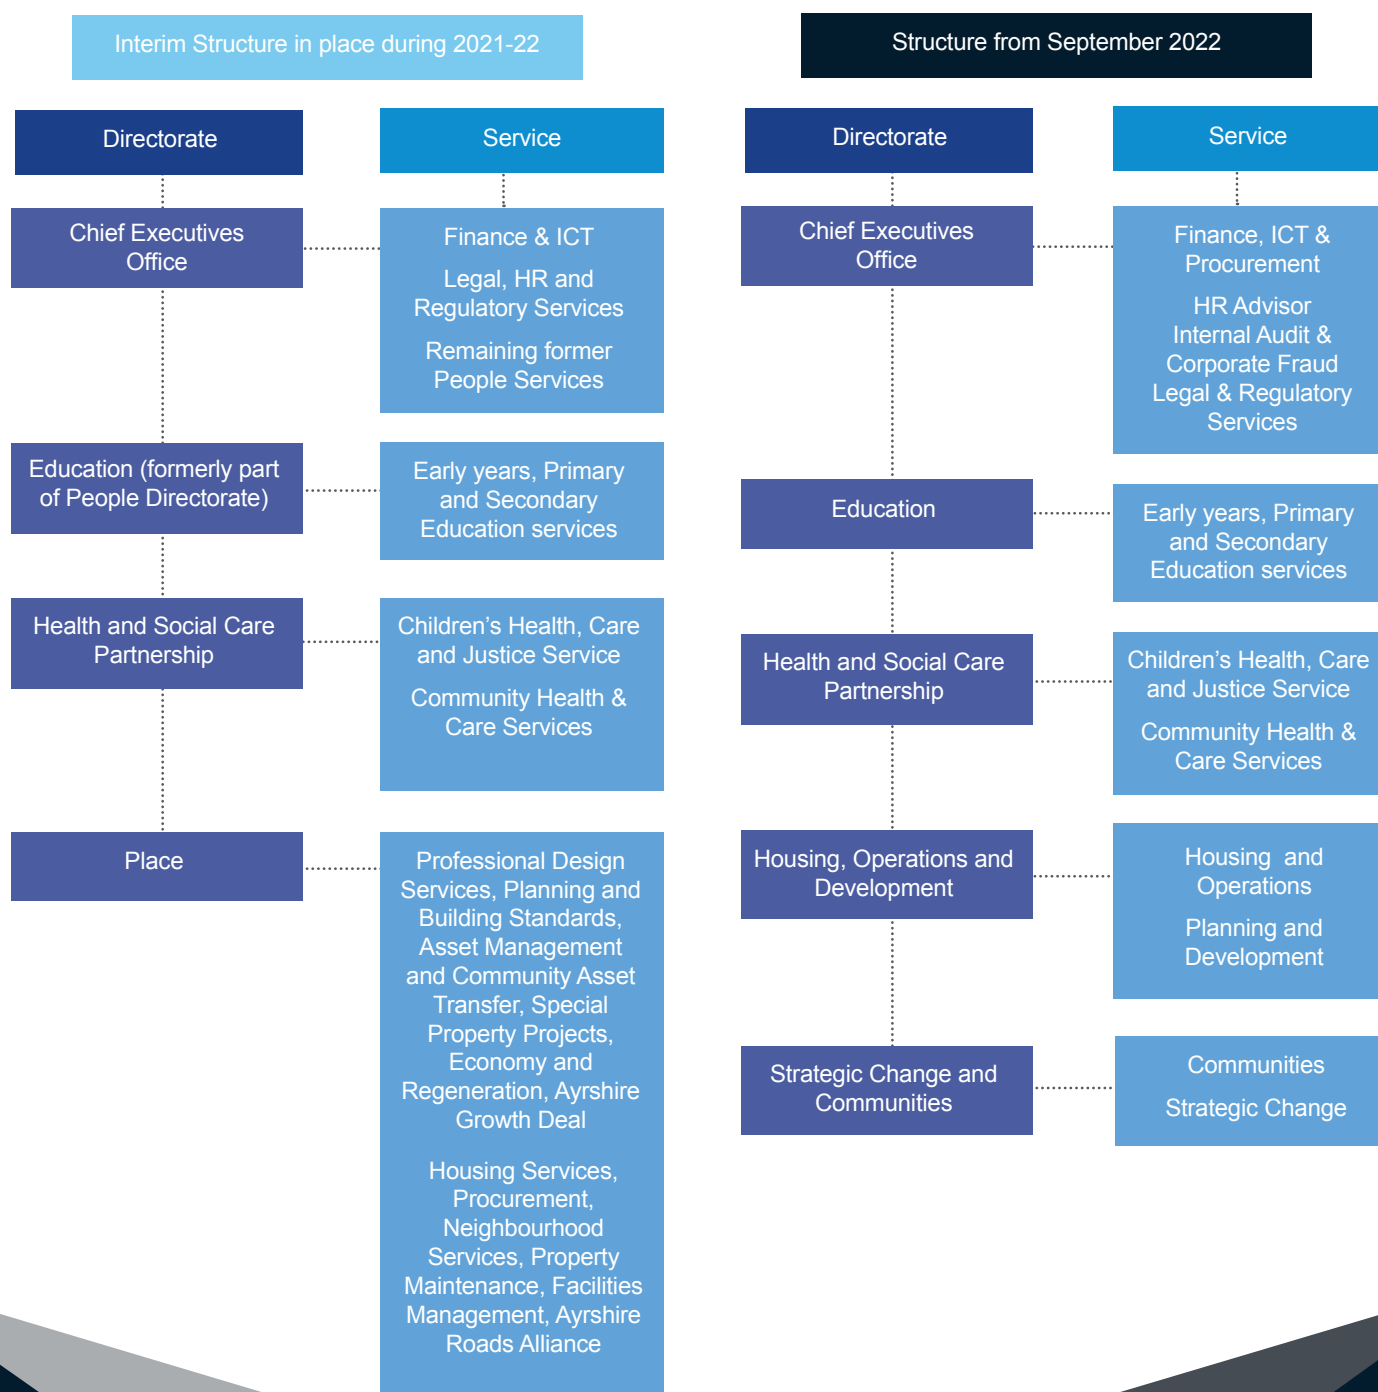 Interim Structure in place during 2021-22
Directorate
Service
Chief Executives
Office
Finance & ICT
Legal, HR and
Regulatory Services
Remaining former
People Services
Education (formerly part
of People Directorate)
Early years, Primary
and Secondary
Education services
Health and Social Care
Partnership
Children’s Health, Care
and Justice Service
Community Health &
Care Services
Place
Professional Design
Services, Planning and
Building Standards,
Asset Management
and Community Asset
Transfer, Special
Property Projects,
Economy and
Regeneration, Ayrshire
Growth Deal
Housing Services,
Procurement,
Neighbourhood
Services, Property
Maintenance, Facilities
Management, Ayrshire
Roads Alliance
Structure from September 2022
Directorate
Service
Chief Executives
Office
Finance, ICT &
Procurement
HR Advisor
Internal Audit &
Corporate Fraud
Legal & Regulatory
Services
Education
Early years, Primary
and Secondary
Education services
Health and Social Care
Partnership
Children’s Health, Care
and Justice Service
Community Health &
Care Services
Housing, Operations and
Development
Housing and
Operations
Planning and
Development
Strategic Change and
Communities
Communities
Strategic Change